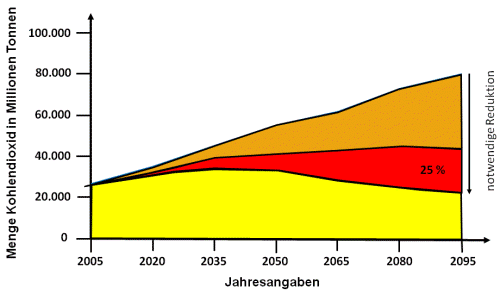 Menge Kohlendioxid in Millionen Tonnen
100.000
80.000
60.000
40.000
20.000
0
25 %
notwendige Reduktion
2005 2020 2035 2050 2065 2080 2095
Jahresangaben